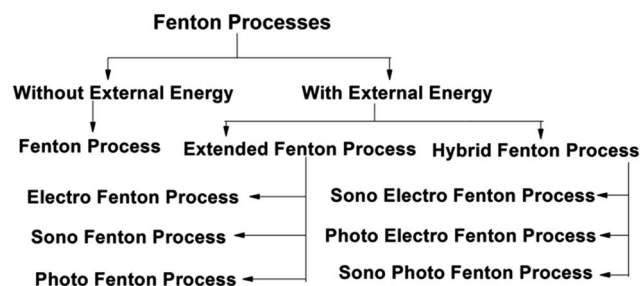 Fenton Processes
Without External Energy
With External Energy
Fenton Process
Extended Fenton Process
Hybrid Fenton Process
Electro Fenton Process
Sono Fenton Process
Photo Fenton Process
Sono Electro Fenton Process
Photo Electro Fenton Process
Sono Photo Fenton Process